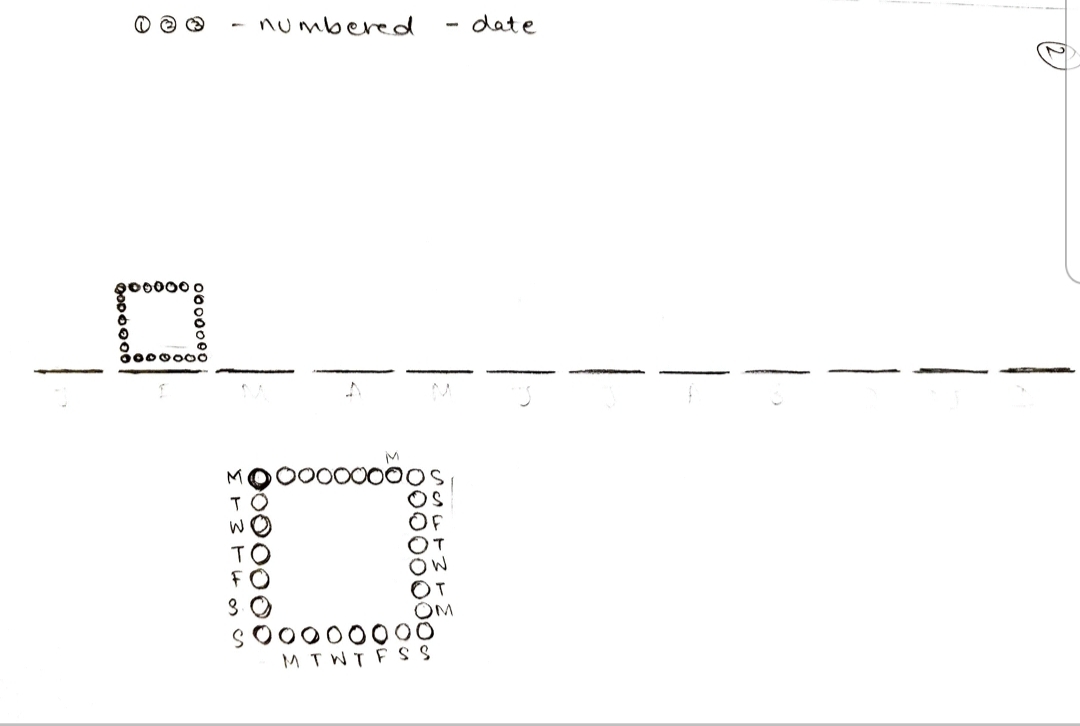 ① ② ③ - numbered - date
2
J F M A M J J A S O N D
M
M S
T S
W F
T T
F W
S T
S M
M T W T F S S